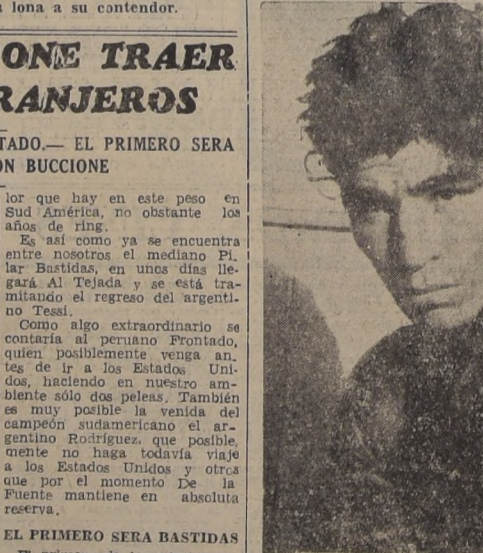 a lona a su contendor.
ONE TRAER
RANJEROS
TADO.— EL PRIMERO SERA
ON BUCCIONE
lor que hay en este peso en
Sud América, no obstante los
años de ring.
Es así como ya se encuentra
entre nosotros el mediano Pi_
lar Bastidas, en unos días lle-
gará Al Tejada y se está tra-
mitando el regreso del argenti-
no Tessi.
Como algo extraordinario se
contaría al peruano Frontado,
quien posiblemente venga an_
tes de ir a los Estados Uni-
dos, haciendo en nuestro am-
biente sólo dos peleas. También
es muy posible la venida del
campeón sudamericano el ar-
gentino Rodríguez, que posible,
mente no haga todavía viaje
a los Estados Unidos y otros
que por el momento De la
Fuente mantiene en absoluta
reserva.
EL PRIMERO SERA BASTIDAS